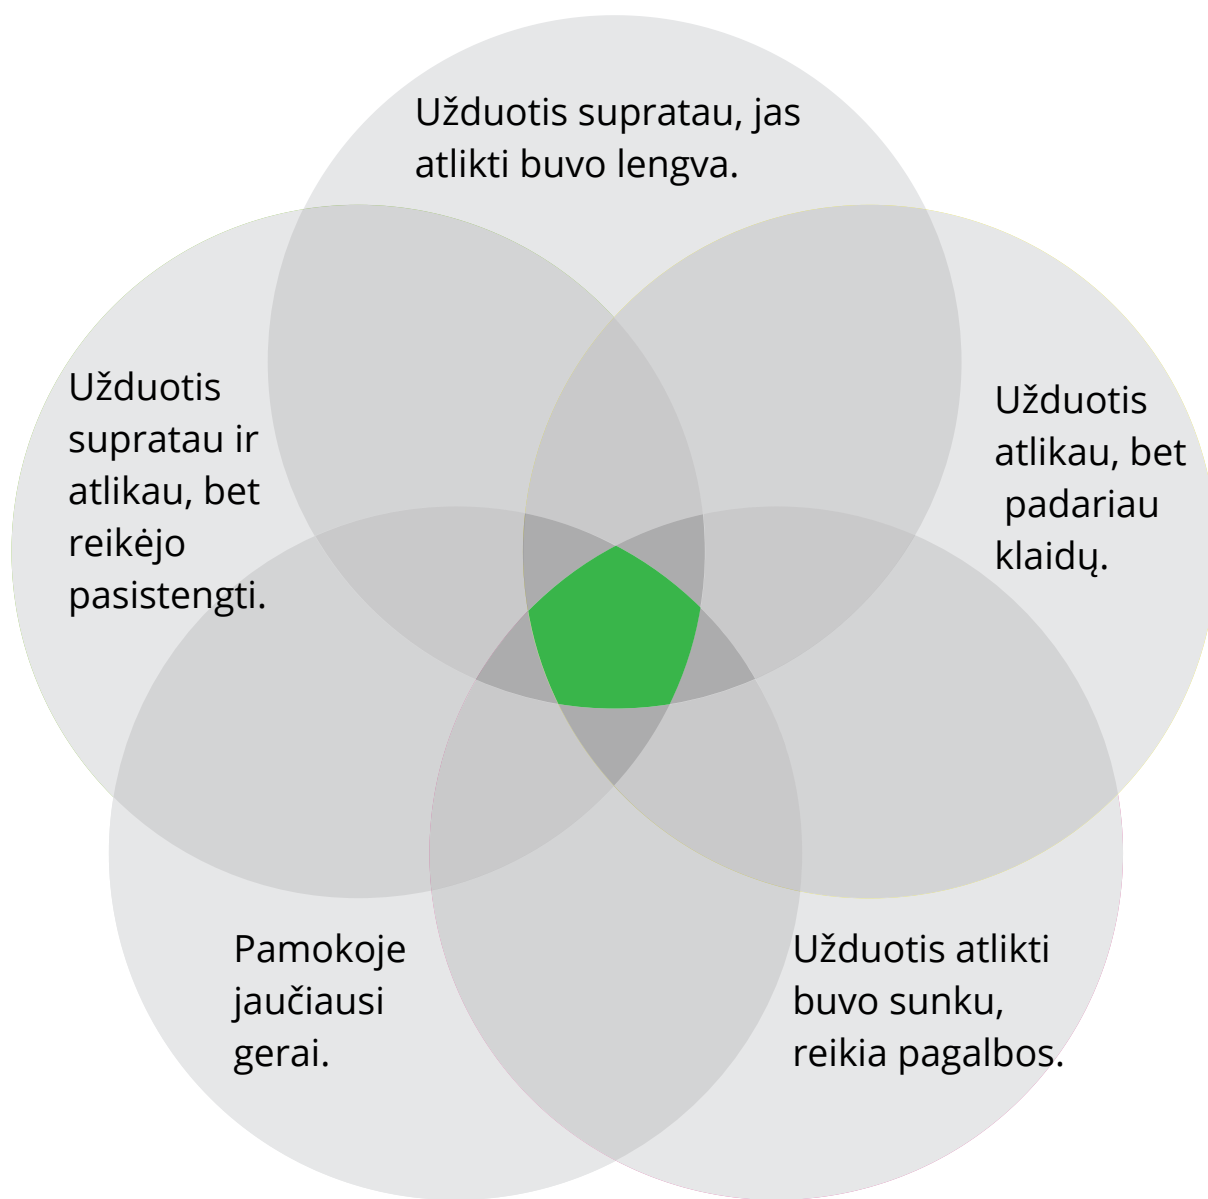 Užduotis supratau, jas
atlikti buvo lengva.
Užduotis
supratau ir
atlikau, bet
reikėjo
pasistengti.
Užduotis
atlikau, bet
padariau
klaidų.
Pamokoje
jaučiausi
gerai.
Užduotis atlikti
buvo sunku,
reikia pagalbos.